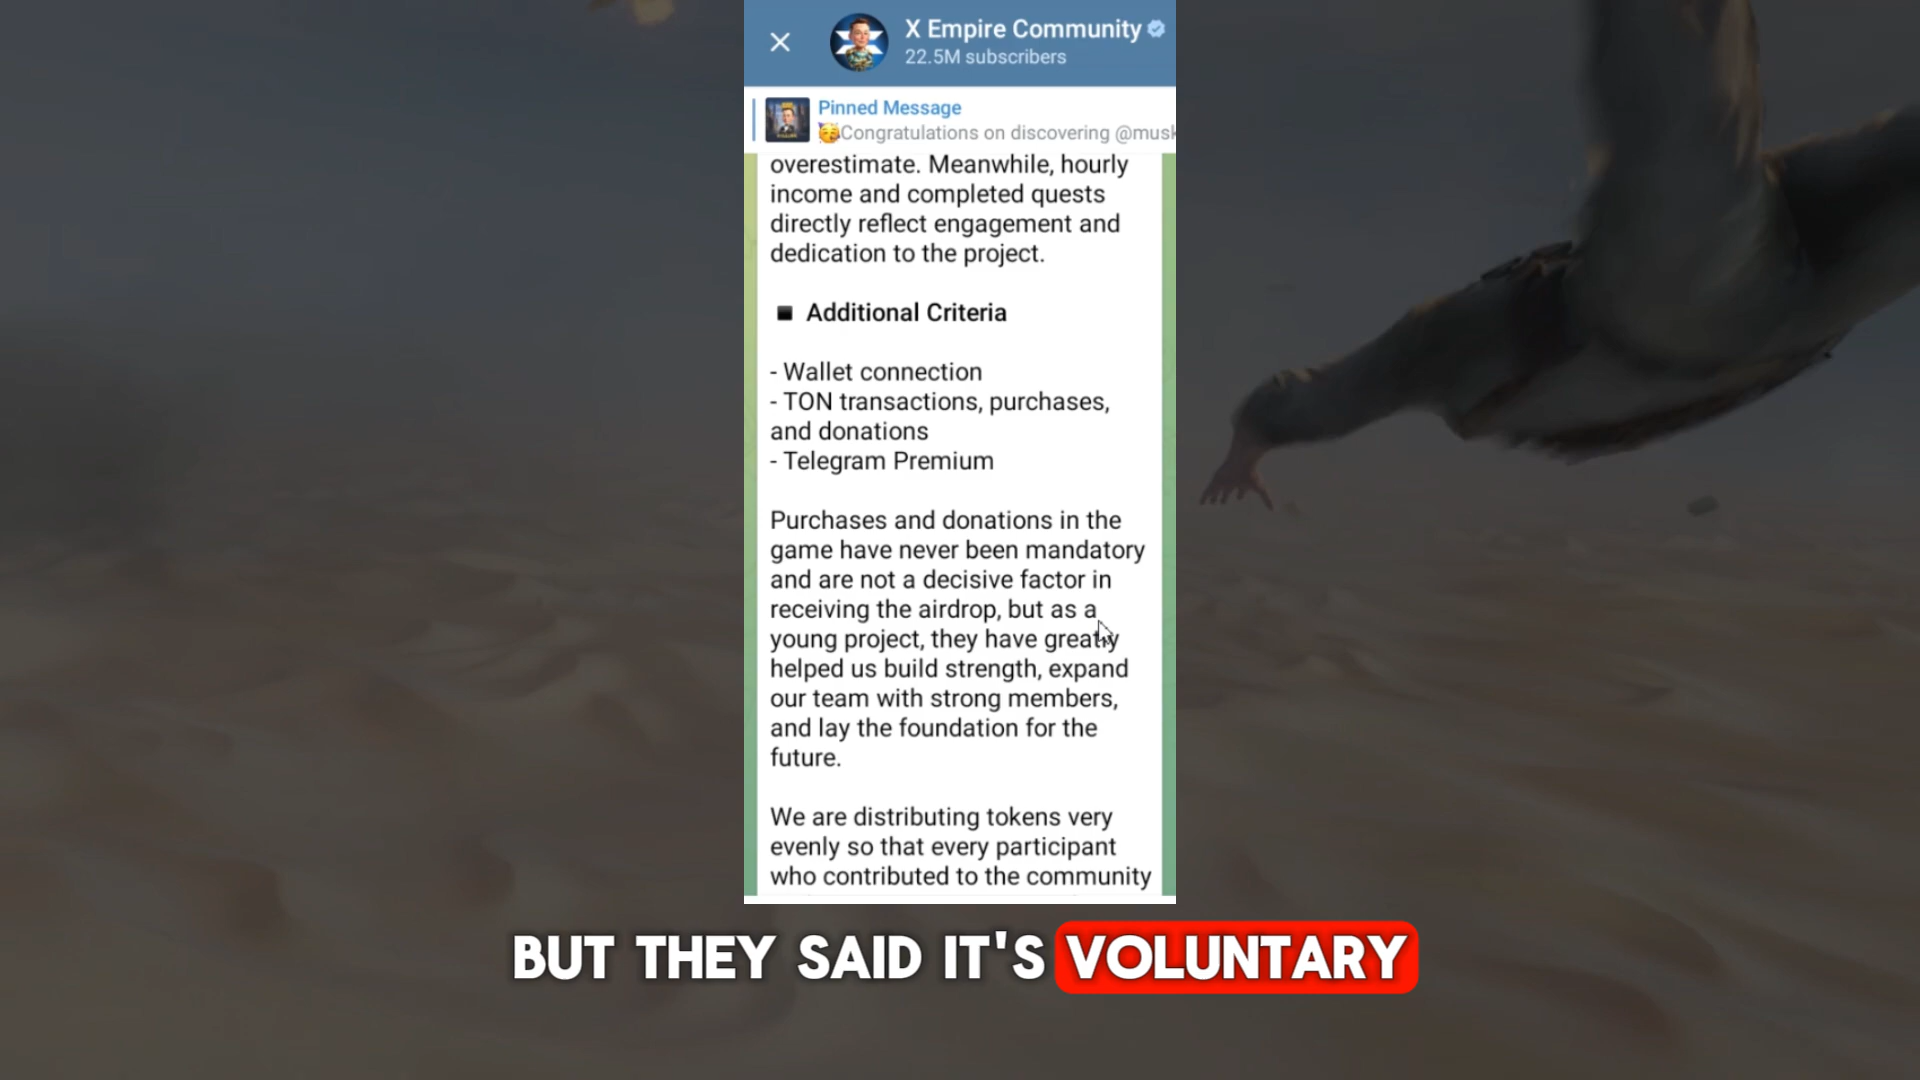 X Empire Community
22.5M subscribers
Pinned Message
🥳Congratulations on discovering @musk
overestimate. Meanwhile, hourly
income and completed quests
directly reflect engagement and
dedication to the project.
◾ Additional Criteria
- Wallet connection
- TON transactions, purchases,
and donations
- Telegram Premium
Purchases and donations in the
game have never been mandatory
and are not a decisive factor in
receiving the airdrop, but as a
young project, they have greatly
helped us build strength, expand
our team with strong members,
and lay the foundation for the
future.
We are distributing tokens very
evenly so that every participant
who contributed to the community
BUT THEY SAID IT'S VOLUNTARY